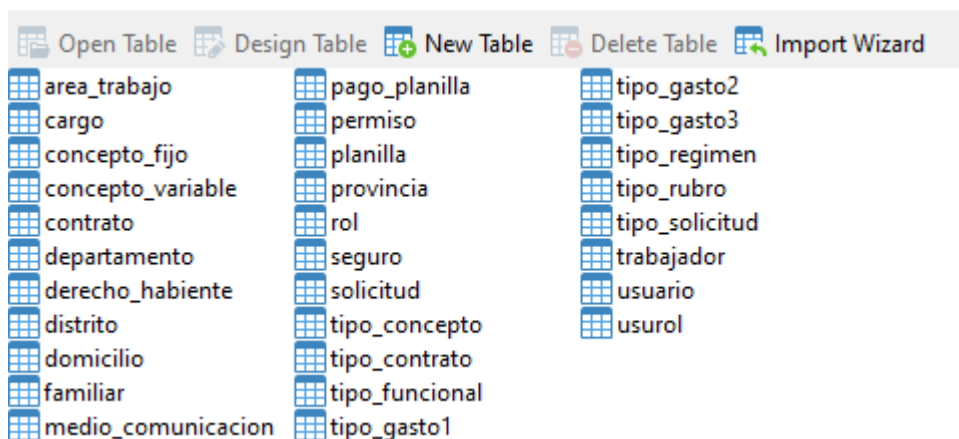 Open Table Design Table New Table Delete Table Import Wizard
area_trabajo
cargo
concepto_fijo
concepto_variable
contrato
departamento
derecho_habiente
distrito
domicilio
familiar
medio_comunicacion
pago_planilla
permiso
planilla
provincia
rol
seguro
solicitud
tipo_concepto
tipo_contrato
tipo_funcional
tipo_gasto1
tipo_gasto2
tipo_gasto3
tipo_regimen
tipo_rubro
tipo_solicitud
trabajador
usuario
usurol